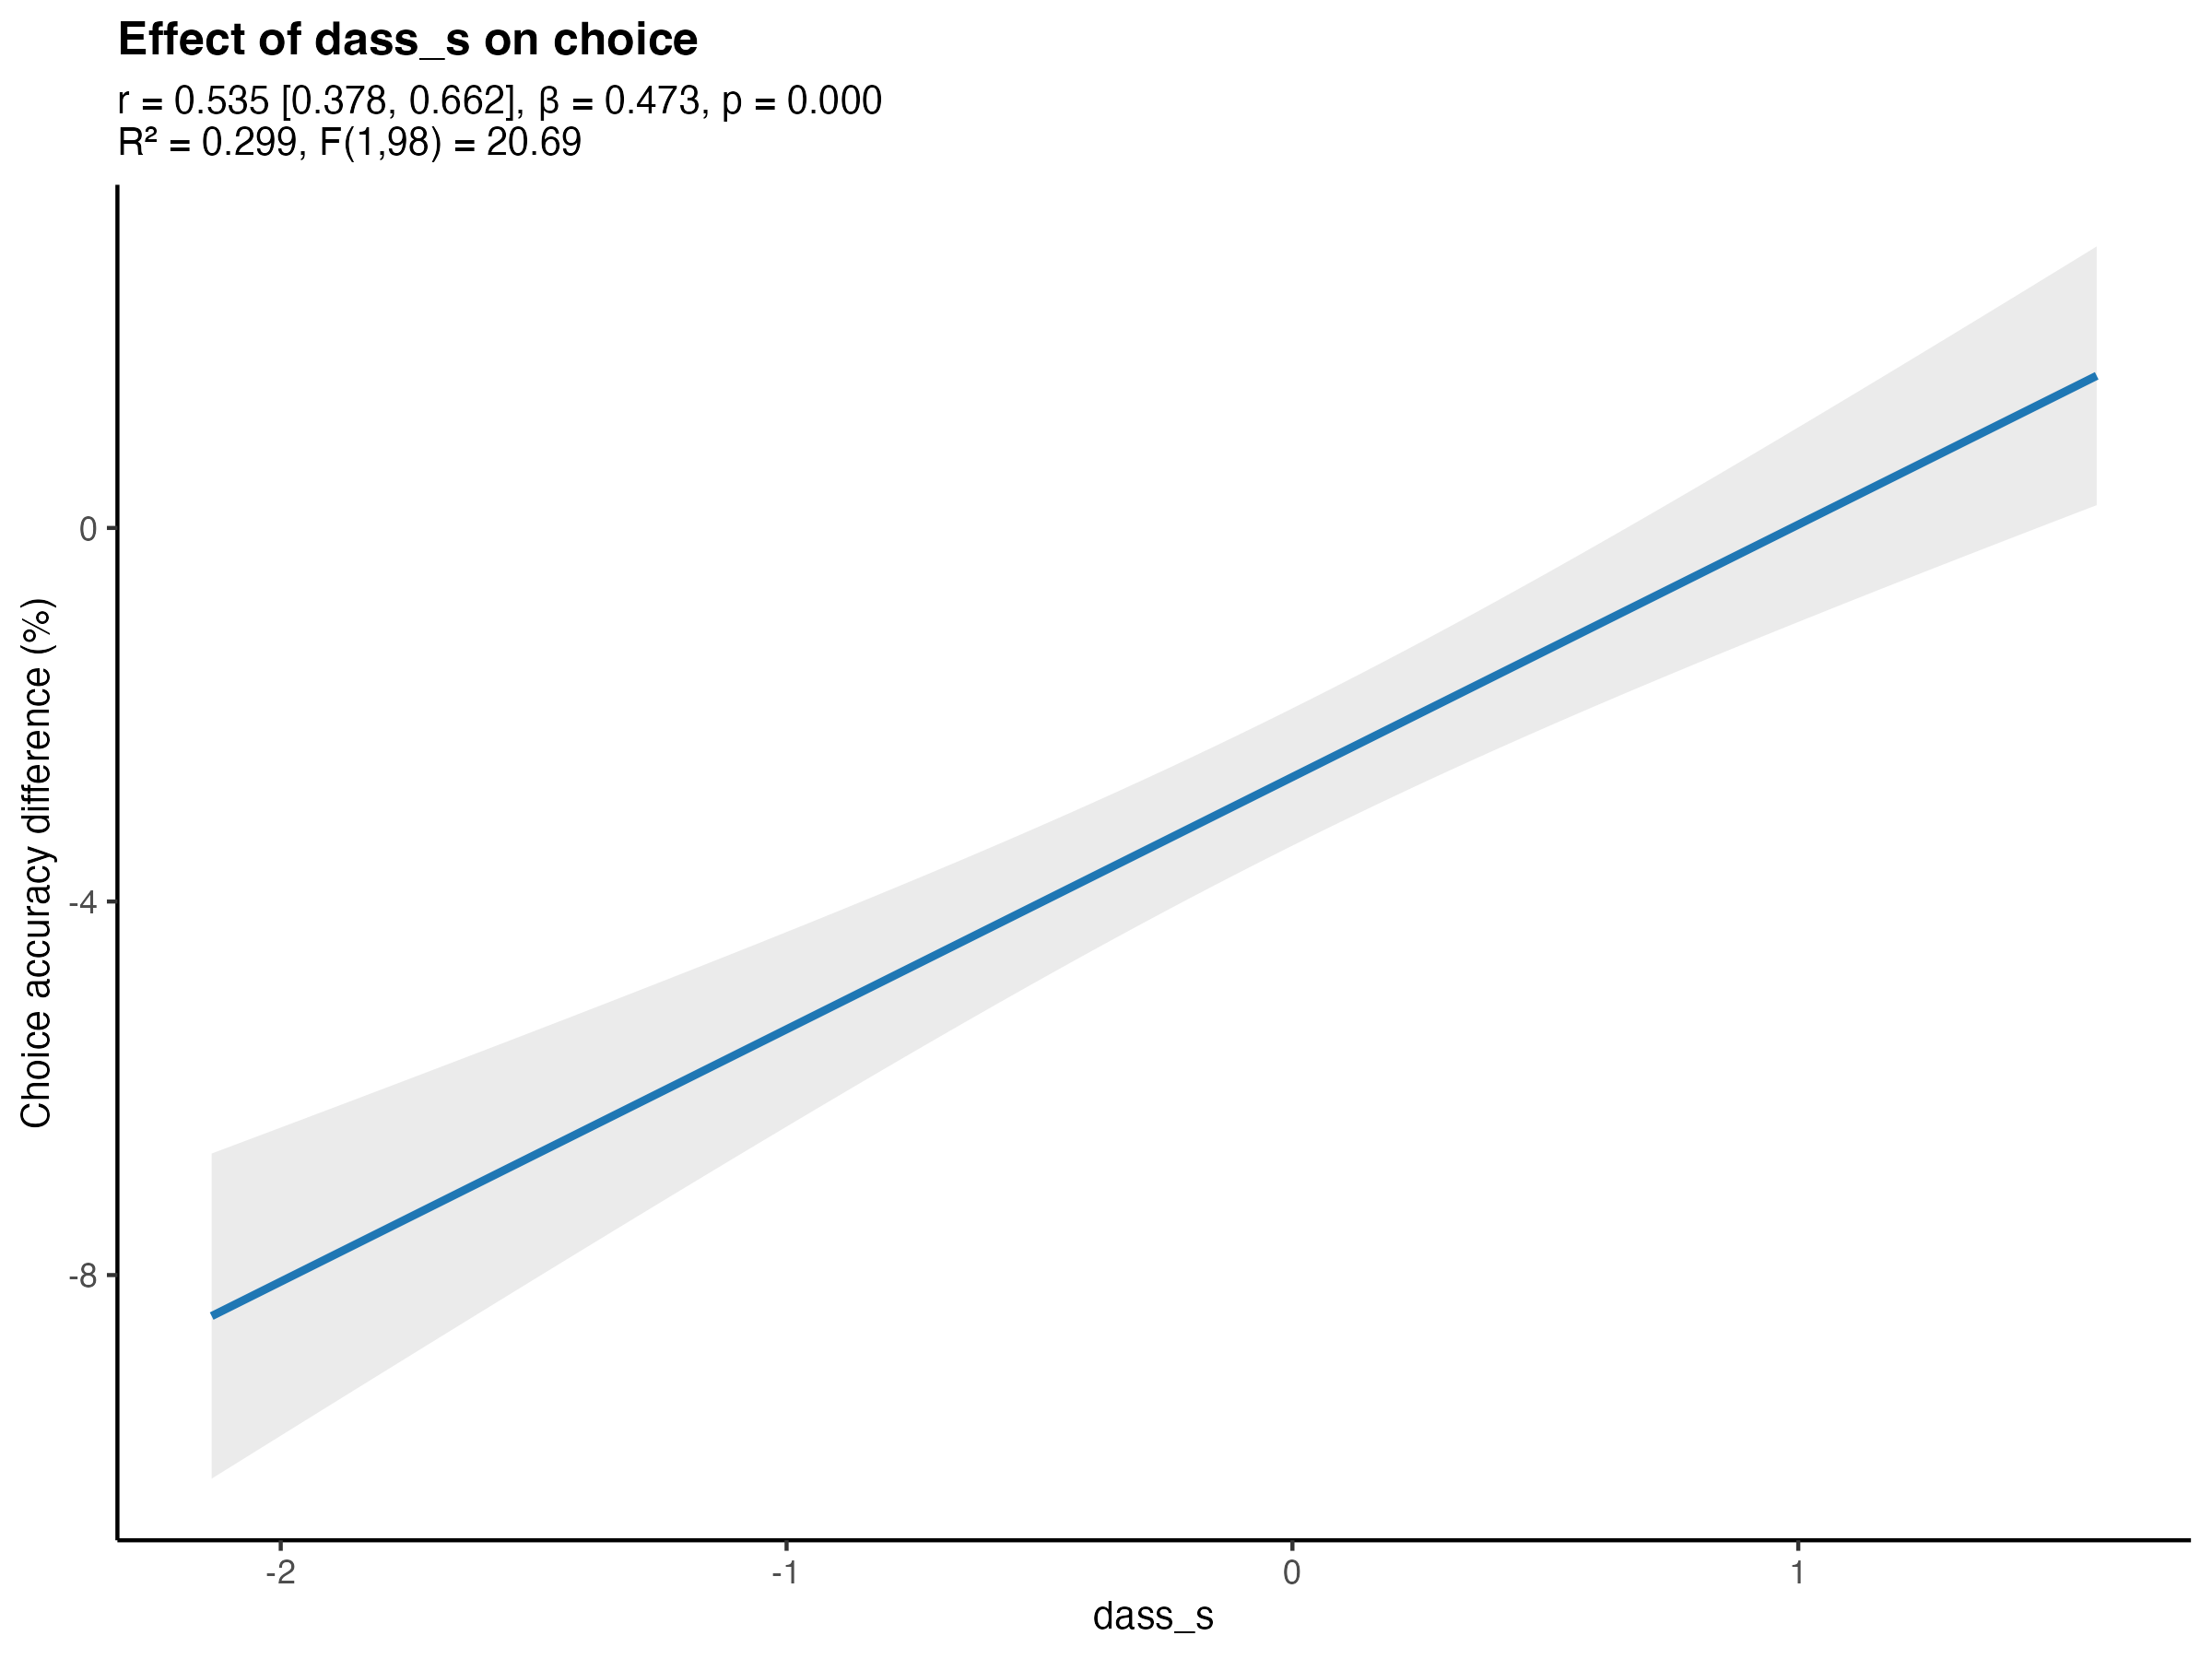 Effect of dass_s on choice
r = 0.535 [0.378, 0.662], β = 0.473, p = 0.000
R² = 0.299, F(1,98) = 20.69
Choice accuracy difference (%)
0
-4
-8
-2
-1
0
1
dass_s